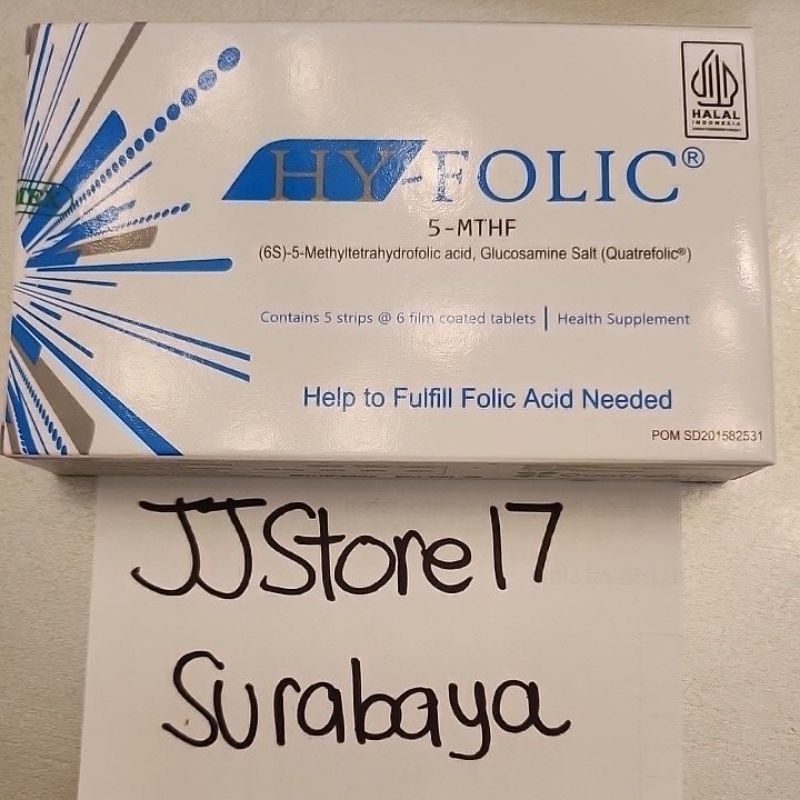 HALAL
INDONESIA
HY-FOLIC®
5-MTHF
(6S)-5-Methyltetrahydrofolic acid, Glucosamine Salt (Quatrefolic®)
Contains 5 strips @ 6 film coated tablets | Health Supplement
Help to Fulfill Folic Acid Needed
POM SD201582531
JJStore17
Surabaya